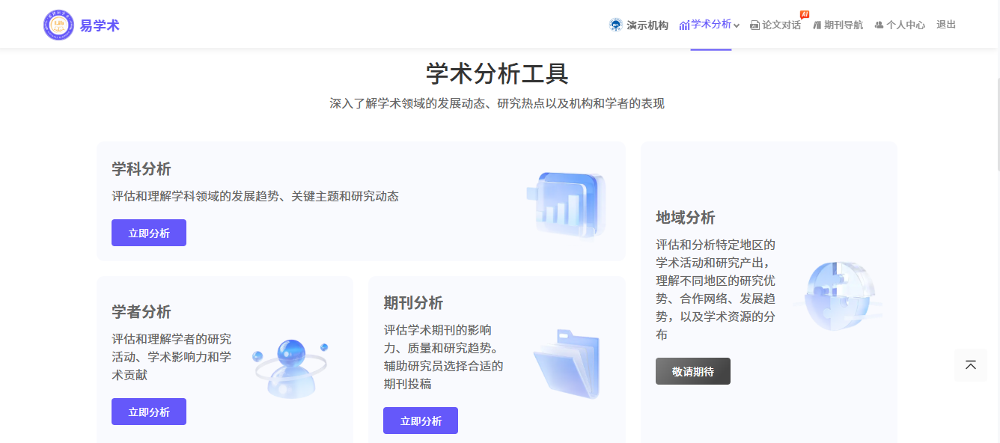 易学术
演示机构
学术分析
论文对话
AI
期刊导航
个人中心
退出
学术分析工具
深入了解学术领域的发展动态、研究热点以及机构和学者的表现
学科分析
评估和理解学科领域的发展趋势、关键主题和研究动态
立即分析
地域分析
评估和分析特定地区的
学术活动和研究产出，
理解不同地区的研究优
势、合作网络、发展趋
势，以及学术资源的分
布
敬请期待
学者分析
评估和理解学者的研究
活动、学术影响力和学
术贡献
立即分析
期刊分析
评估学术期刊的影响
力、质量和研究趋势。
辅助研究员选择合适的
期刊投稿
立即分析